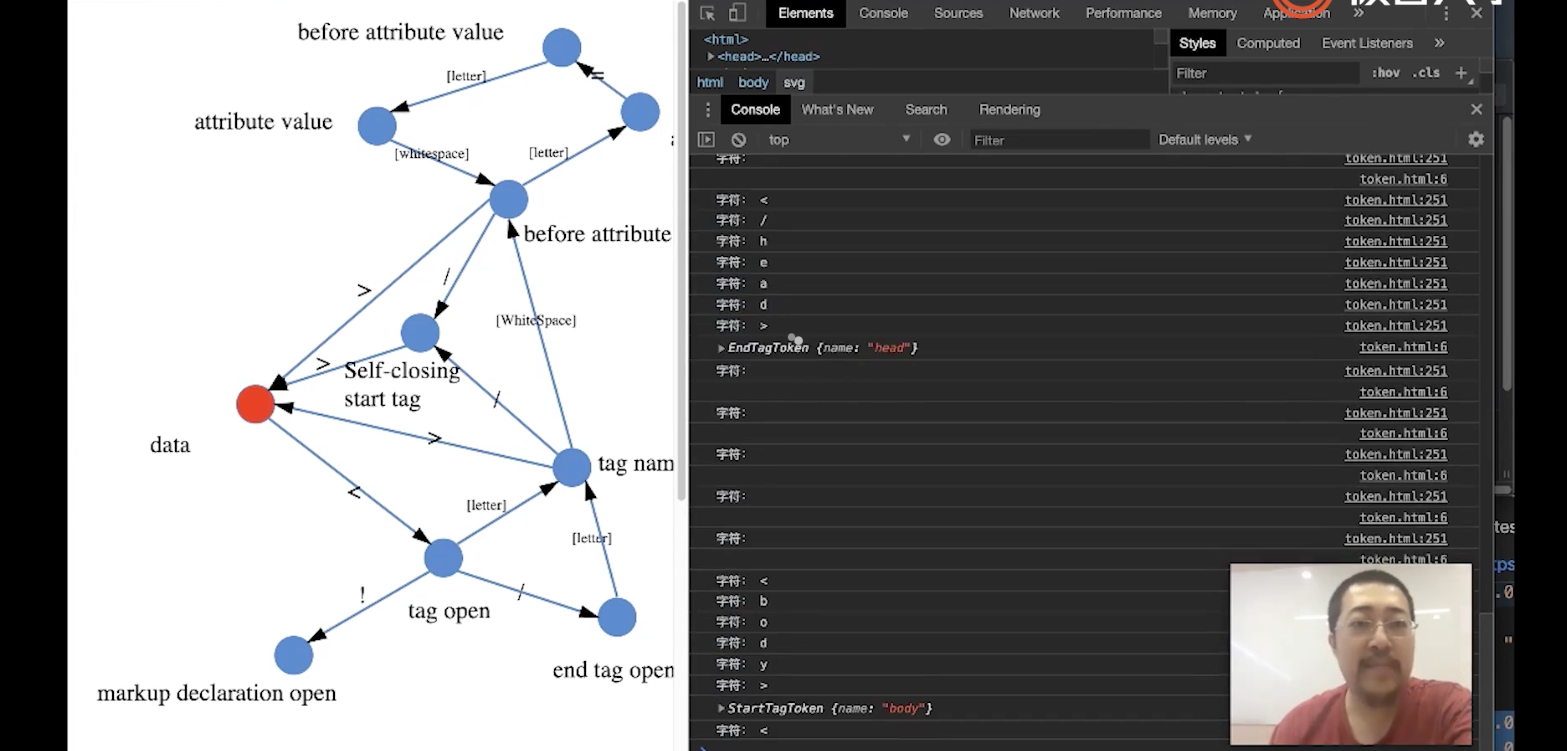 before attribute value
[letter]
=
attribute value
[whitespace]
[letter]
before attribute
>
/
[WhiteSpace]
>
Self-closing
start tag
/
>
data
tag nam
<
[letter]
[letter]
!
/
tag open
end tag open
markup declaration open
Elements Console Sources Network Performance Memory Application »
<html>
<head>…</head>
html body svg
Styles Computed Event Listeners »
Filter :hov .cls +
Console What's New Search Rendering
top Filter Default levels
字符: token.html:251
token.html:6
字符: < token.html:251
字符: / token.html:251
字符: h token.html:251
字符: e token.html:251
字符: a token.html:251
字符: d token.html:251
字符: > token.html:251
EndTagToken {name: "head"} token.html:6
字符: token.html:251
token.html:6
字符: token.html:251
token.html:6
字符: token.html:251
token.html:6
字符: token.html:251
token.html:6
字符: token.html:251
token.html:6
字符: <
字符: b
字符: o
字符: d
字符: y
字符: >
StartTagToken {name: "body"}
字符: <